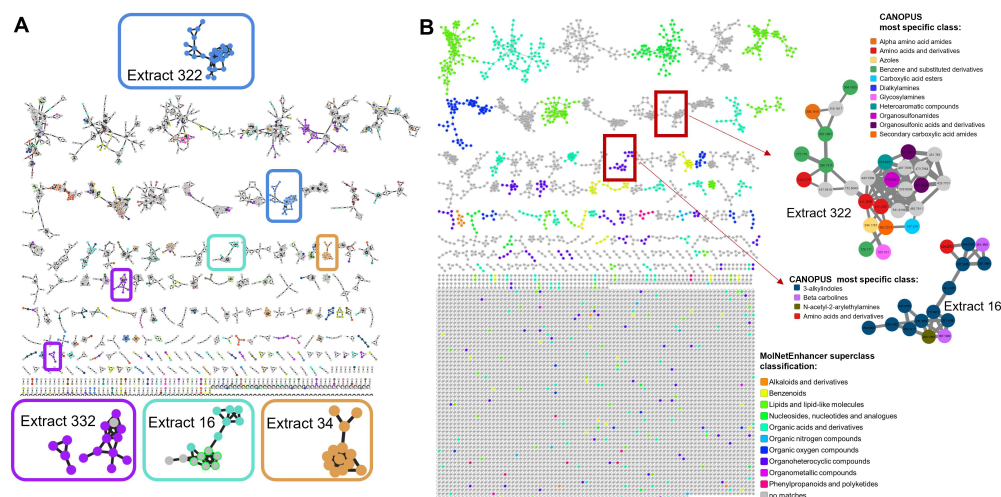 A
Extract 322
Extract 332
Extract 16
Extract 34
B
CANOPUS
most specific class:
Alpha amino acid amides
Amino acids and derivatives
Azoles
Benzene and substituted derivatives
Carboxylic acid esters
Dialkylamines
Glycosylamines
Heteroaromatic compounds
Organosulfonamides
Organosulfonic acids and derivatives
Secondary carboxylic acid amides
Extract 322
CANOPUS most specific class:
3-alkylindoles
Beta carbolines
N-acetyl-2-arylethylamines
Amino acids and derivatives
Extract 16
MolNetEnhancer superclass
classification:
Alkaloids and derivatives
Benzenoids
Lipids and lipid-like molecules
Nucleosides, nucleotides and analogues
Organic acids and derivatives
Organic nitrogen compounds
Organic oxygen compounds
Organoheterocyclic compounds
Organometallic compounds
Phenylpropanoids and polyketides
no matches